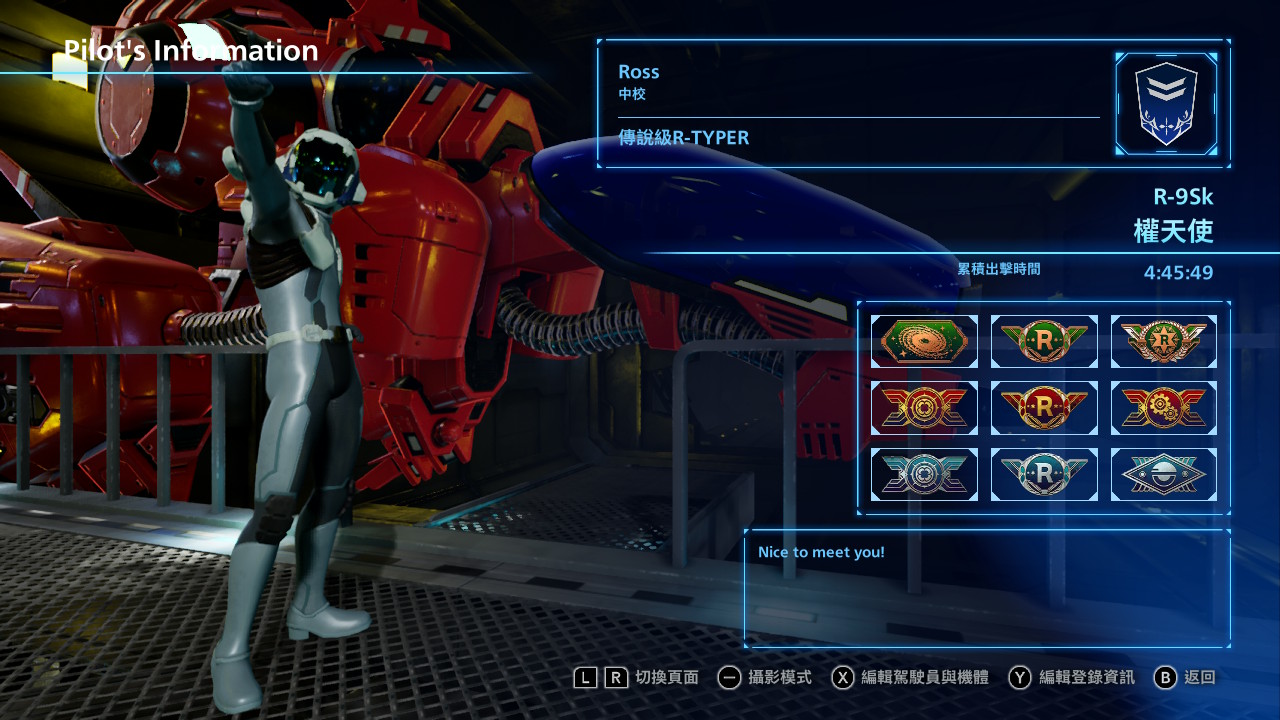 Pilot's Information
Ross
中校
傳說級R-TYPER
R-9Sk
權天使
累積出擊時間 4:45:49
R
R
R
R
Nice to meet you!
L R 切換頁面 攝影模式 X 編輯駕駛員與機體 Y 編輯登錄資訊 B 返回